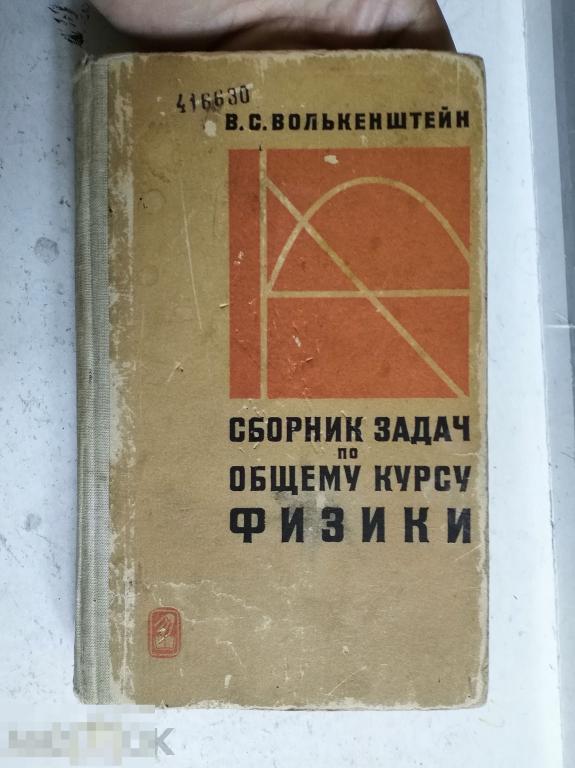 416630
В.С.ВОЛЬКЕНШТЕЙН
СБОРНИК ЗАДАЧ
ПО
ОБЩЕМУ КУРСУ
ФИЗИКИ